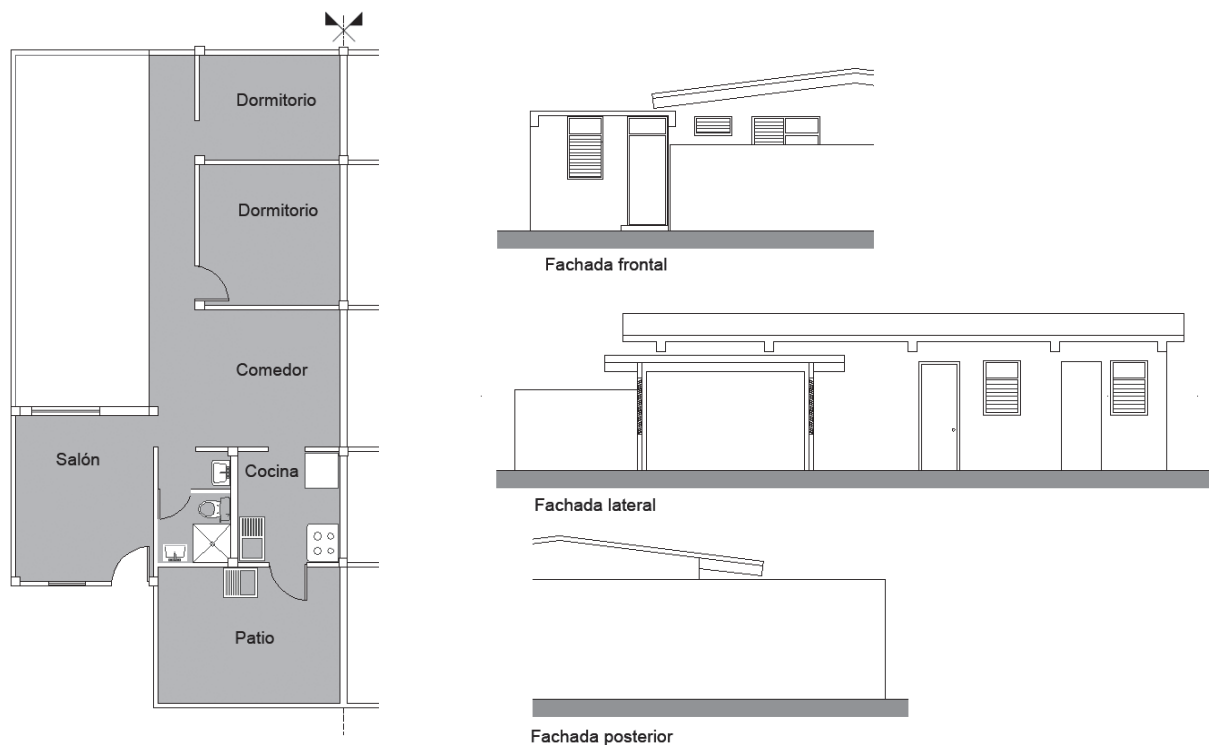 Dormitorio
Dormitorio
Comedor
Salón
Cocina
Patio
Fachada frontal
Fachada lateral
Fachada posterior